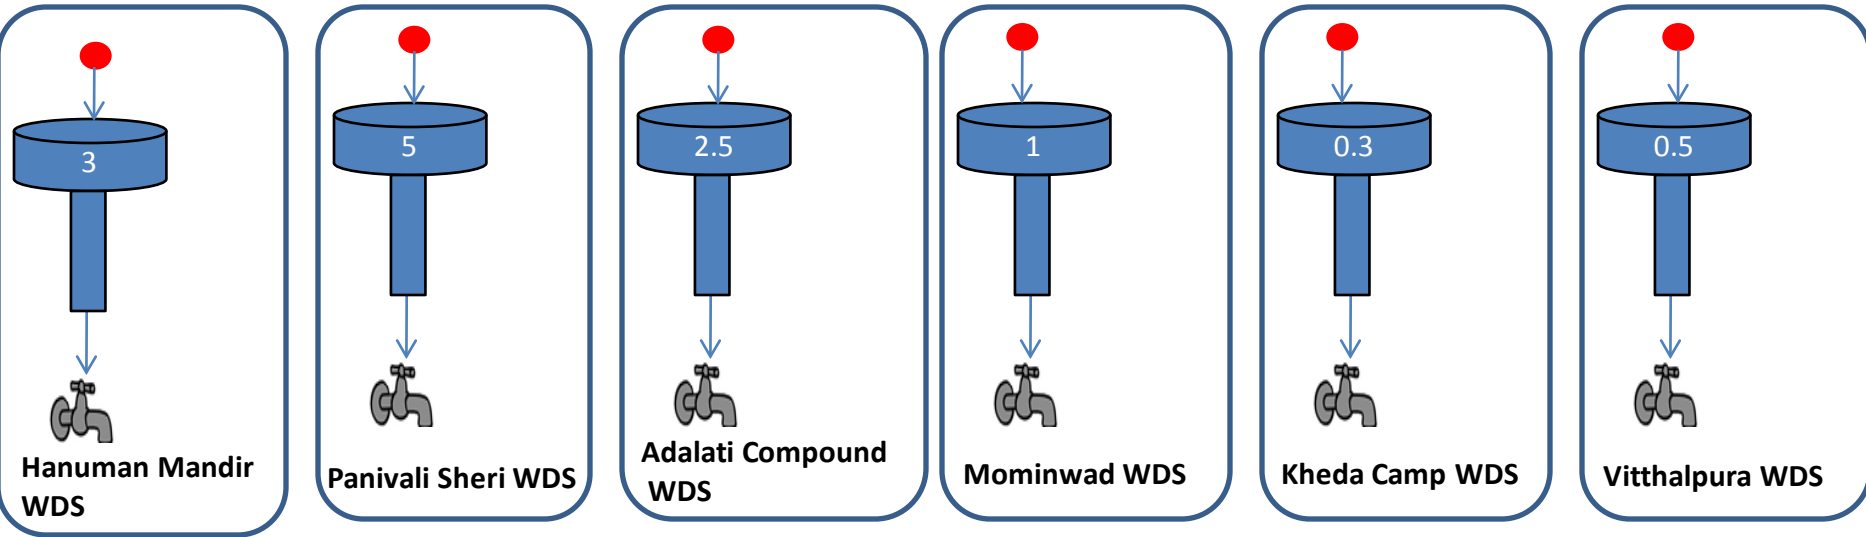 3
5
2.5
1
0.3
0.5
Hanuman Mandir
WDS
Panivali Sheri WDS
Adalati Compound
WDS
Mominwad WDS
Kheda Camp WDS
Vitthalpura WDS